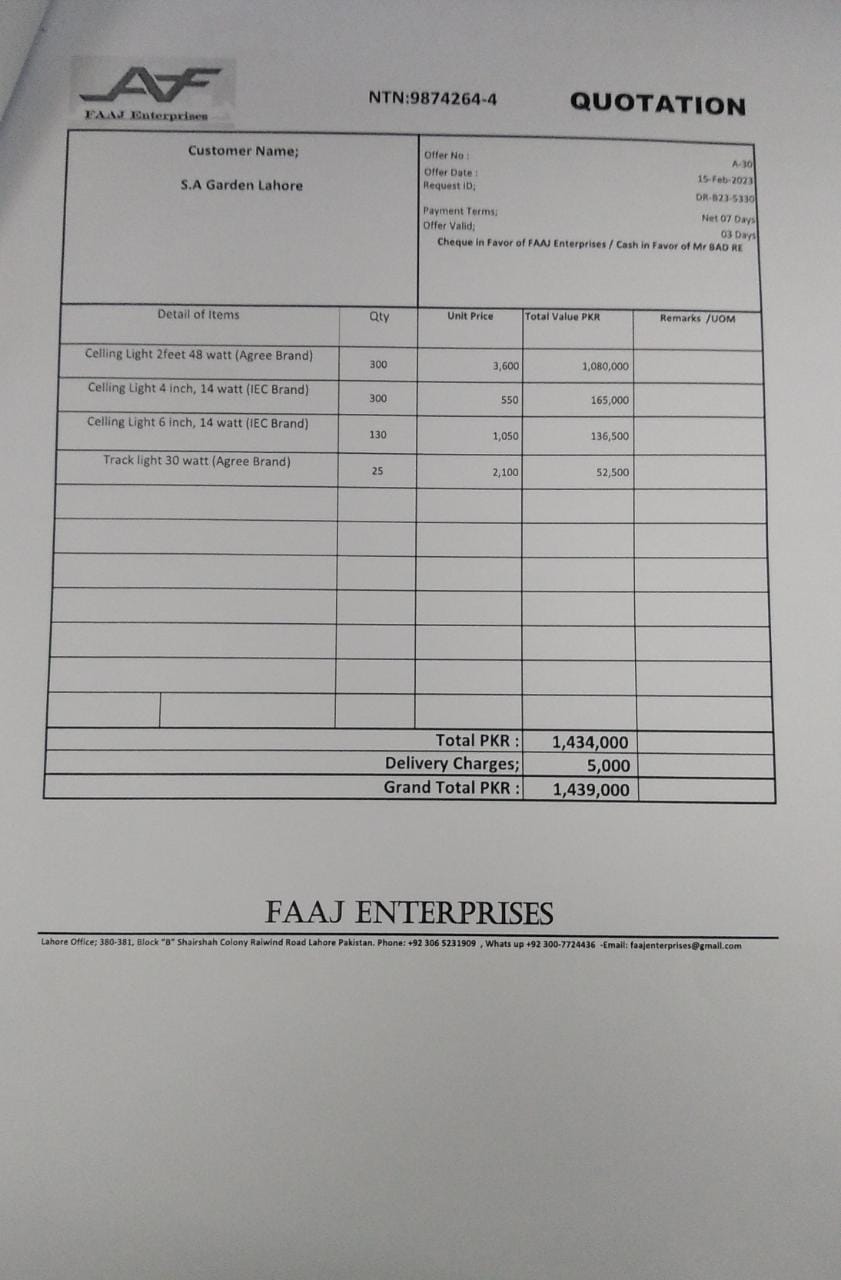 FAAJ Enterprises
NTN:9874264-4
QUOTATION
Customer Name;
S.A Garden Lahore
Offer No : A-30
Offer Date : 15-Feb-2023
Request ID; DR-B23-5330
Payment Terms; Net 07 Days
Offer Valid; 03 Days
Cheque in Favor of FAAJ Enterprises / Cash in Favor of Mr BAD RE
Detail of Items Qty Unit Price Total Value PKR Remarks /UOM
Celling Light 2feet 48 watt (Agree Brand) 300 3,600 1,080,000
Celling Light 4 inch, 14 watt (IEC Brand) 300 550 165,000
Celling Light 6 inch, 14 watt (IEC Brand) 130 1,050 136,500
Track light 30 watt (Agree Brand) 25 2,100 52,500
Total PKR : 1,434,000
Delivery Charges; 5,000
Grand Total PKR : 1,439,000
FAAJ ENTERPRISES
Lahore Office; 380-381, Block "B" Shairshah Colony Raiwind Road Lahore Pakistan. Phone: +92 306 5231909 , Whats up +92 300-7724436 -Email: faajenterprises@gmail.com